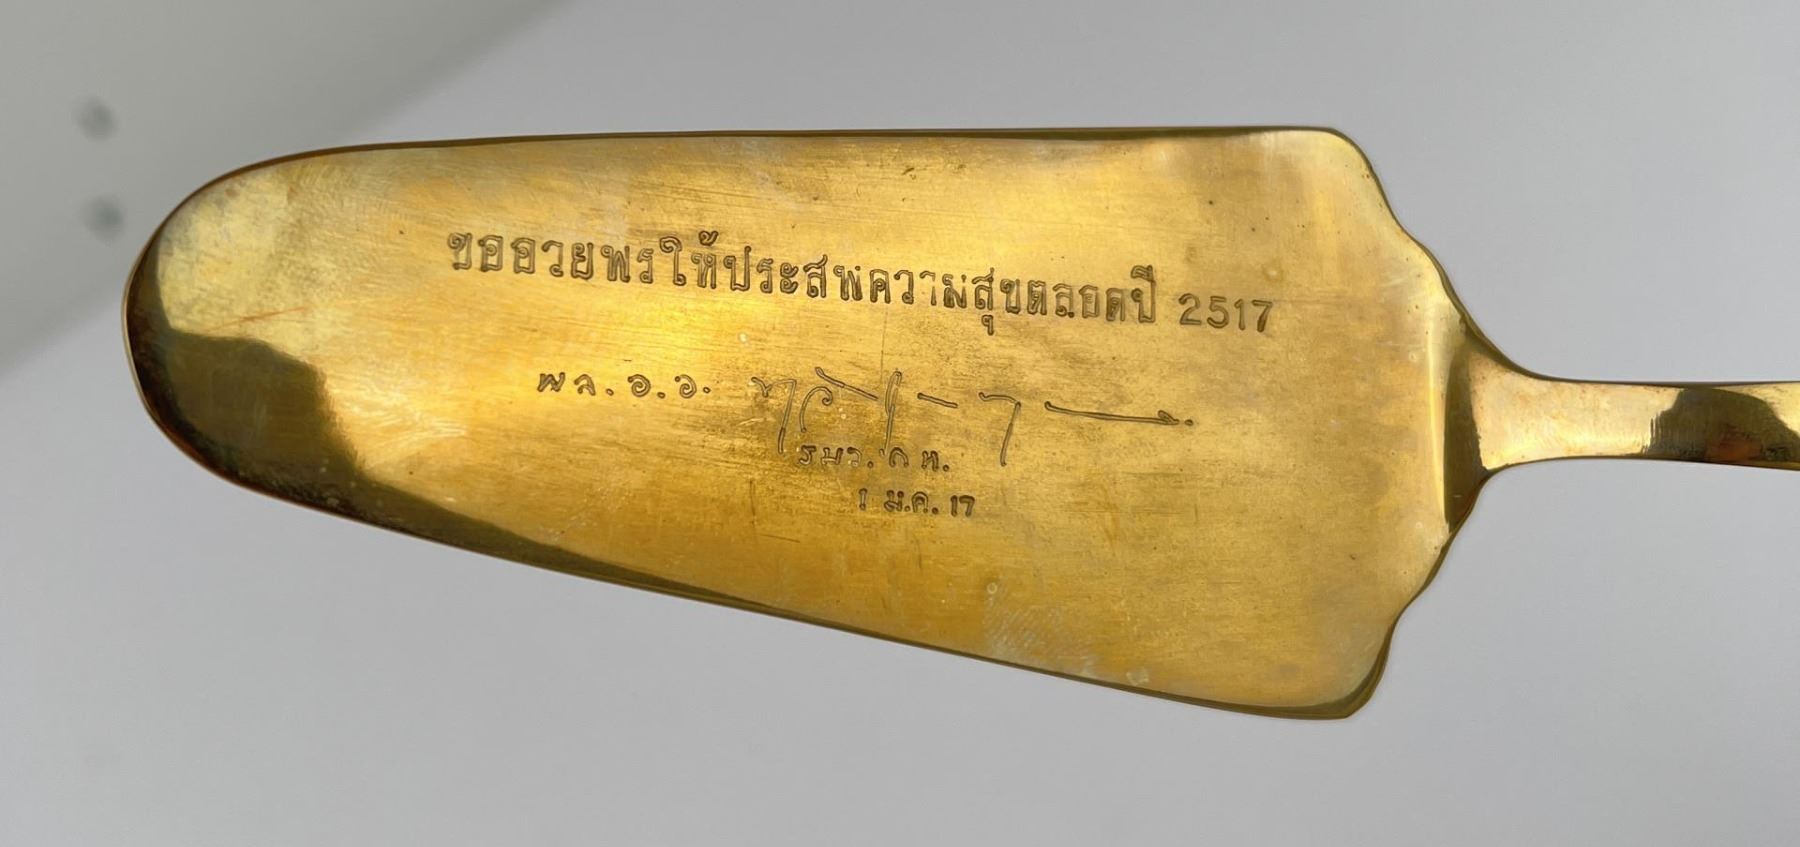 ขออวยพรให้ประสพความสุขตลอดปี 2517
พล.อ.อ.
รมว.กห.
1 ม.ค. 17